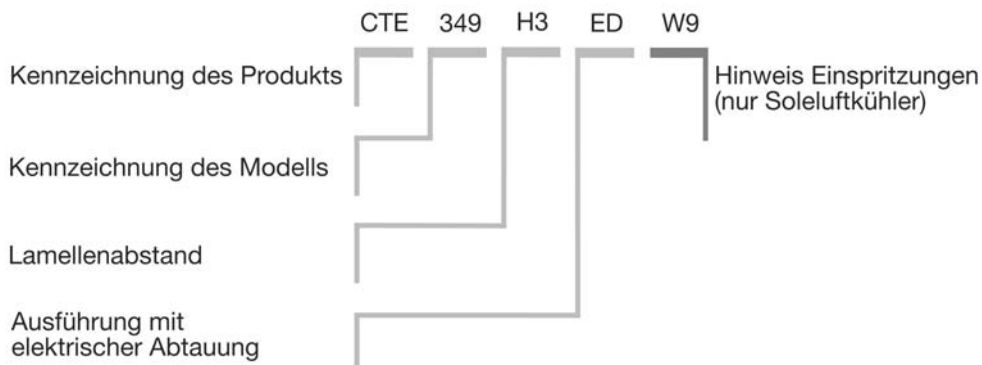 CTE 349 H3 ED W9
Kennzeichnung des Produkts
Hinweis Einspritzungen
(nur Soleluftkühler)
Kennzeichnung des Modells
Lamellenabstand
Ausführung mit
elektrischer Abtauung